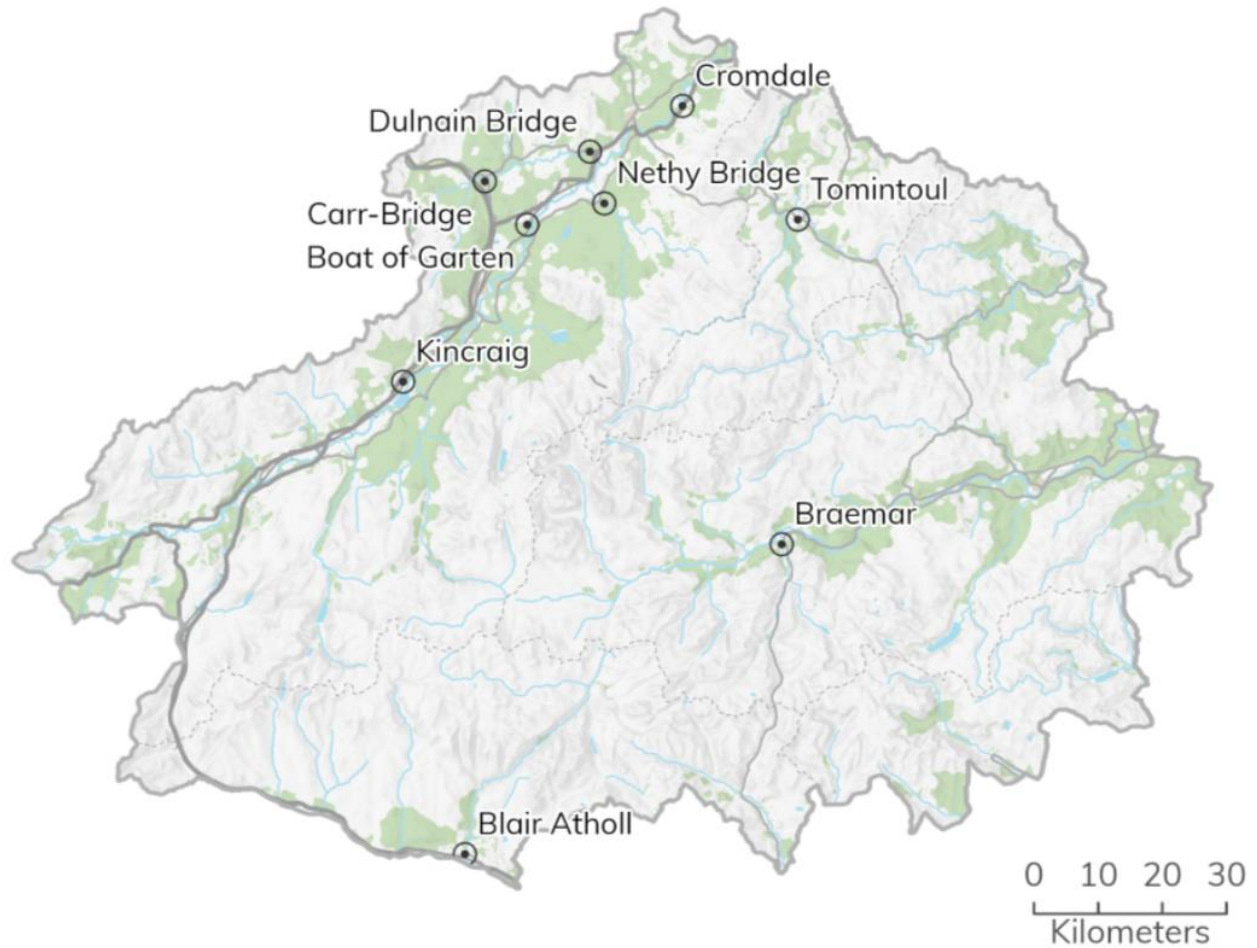 Cromdale
Dulnain Bridge
Nethy Bridge
Tomintoul
Carr-Bridge
Boat of Garten
Kincraig
Braemar
Blair Atholl
0 10 20 30
Kilometers